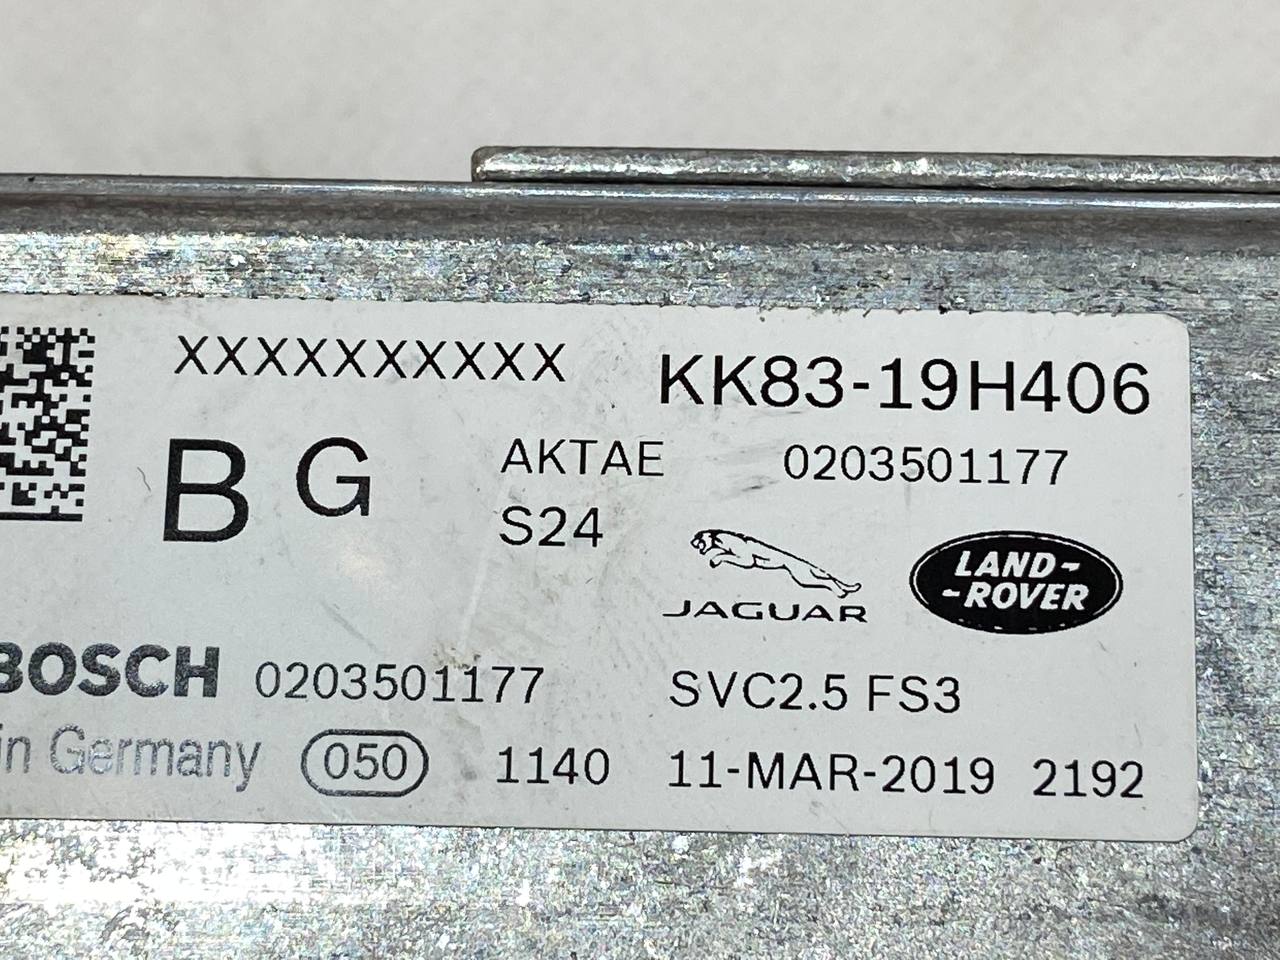 XXXXXXXXXX KK83-19H406
B G AKTAE 0203501177
S24
JAGUAR LAND-
-ROVER
BOSCH 0203501177 SVC2.5 FS3
in Germany 050 1140 11-MAR-2019 2192